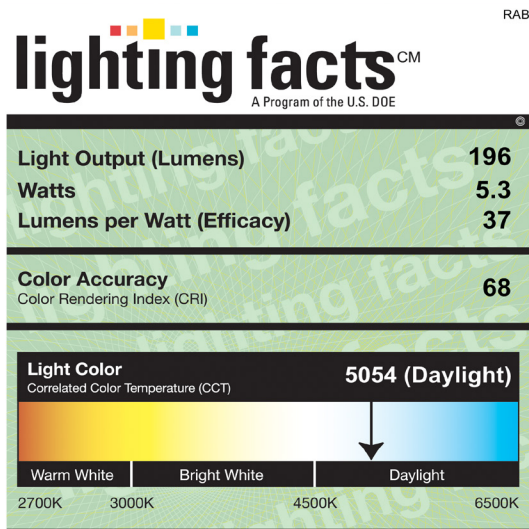 RAB
lighting facts CM
A Program of the U.S. DOE
©
Light Output (Lumens) 196
Watts 5.3
Lumens per Watt (Efficacy) 37
Color Accuracy
Color Rendering Index (CRI) 68
Light Color
Correlated Color Temperature (CCT) 5054 (Daylight)
Warm White Bright White Daylight
2700K 3000K 4500K 6500K